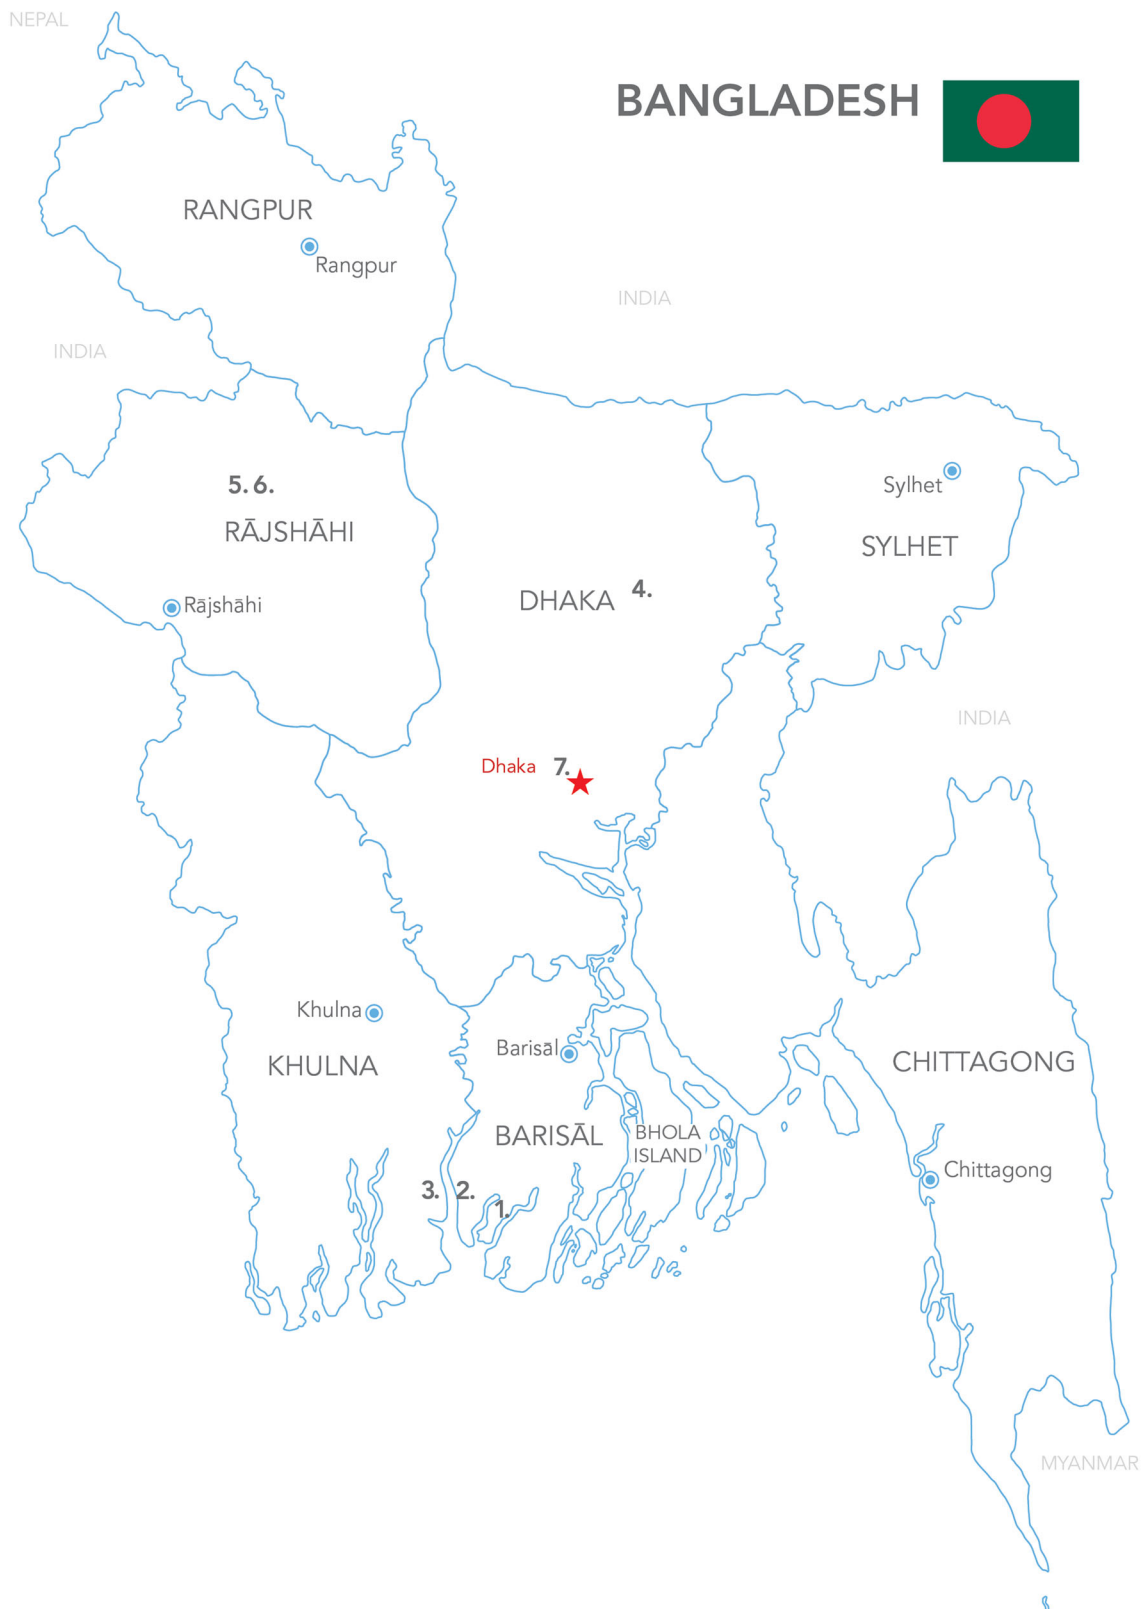 NEPAL
BANGLADESH
RANGPUR
Rangpur
INDIA
INDIA
5. 6.
Sylhet
RĀJSHĀHI
SYLHET
DHAKA 4.
Rājshāhi
INDIA
Dhaka 7.
Khulna
Barisāl
KHULNA
CHITTAGONG
BARISĀL
BHOLA
ISLAND
Chittagong
3. 2.
1.
MYANMAR